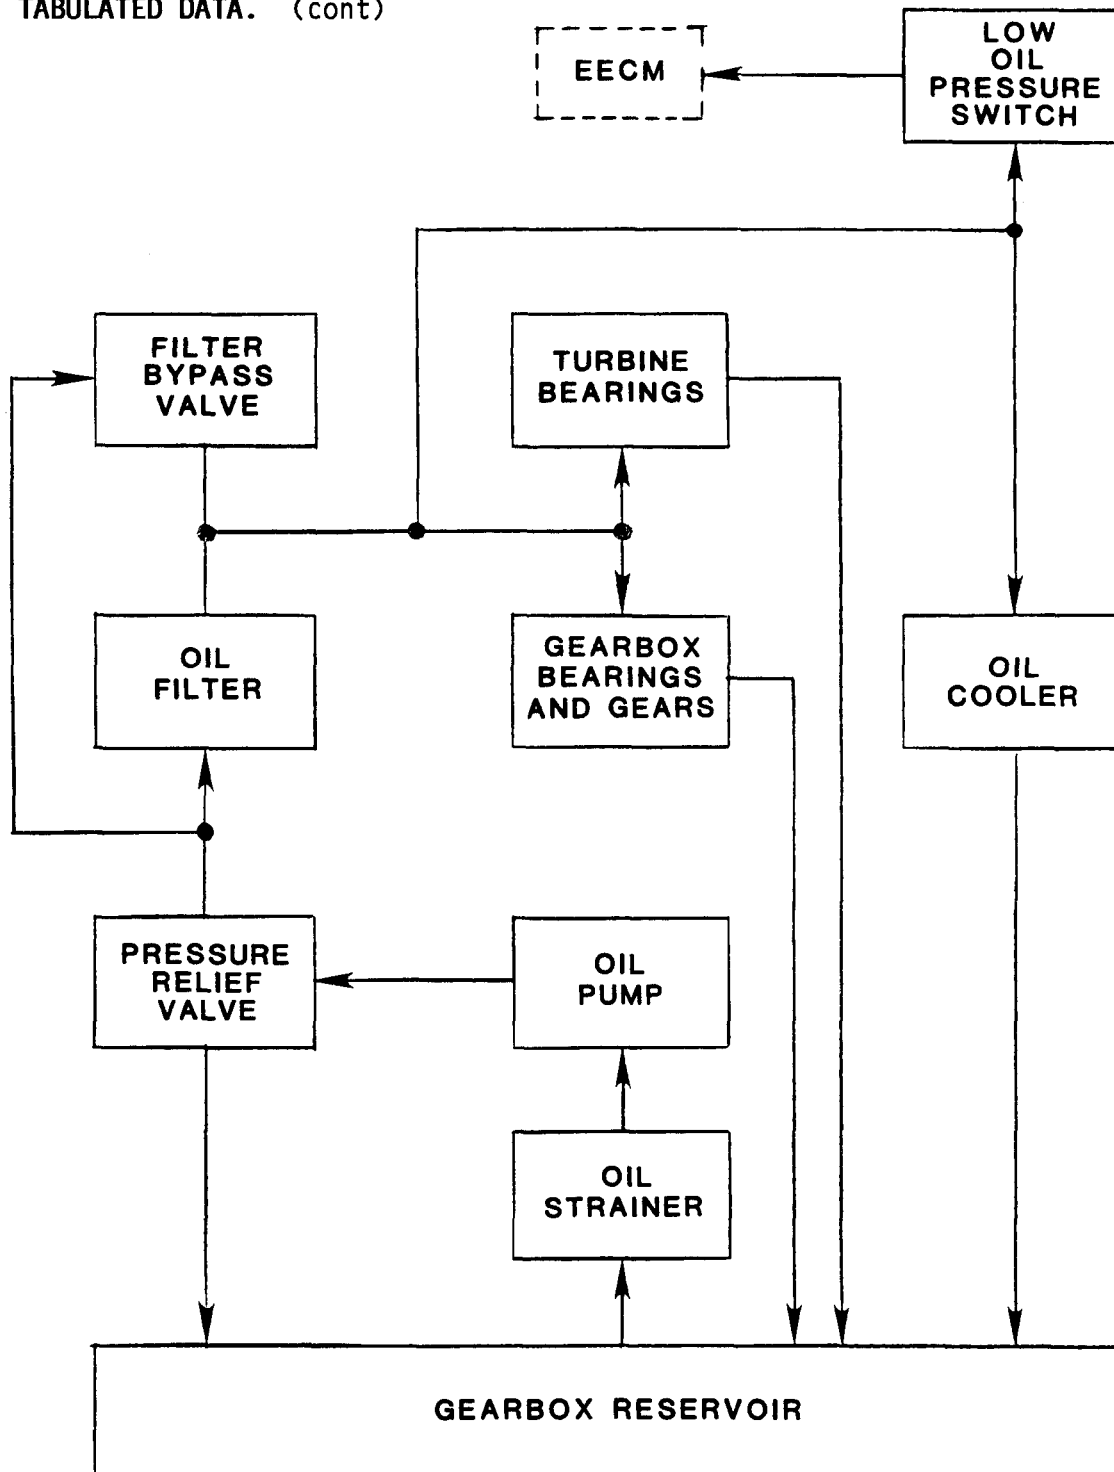 TABULATED DATA. (cont)
EECM
LOW
OIL
PRESSURE
SWITCH
FILTER
BYPASS
VALVE
TURBINE
BEARINGS
OIL
FILTER
GEARBOX
BEARINGS
AND GEARS
OIL
COOLER
PRESSURE
RELIEF
VALVE
OIL
PUMP
OIL
STRAINER
GEARBOX RESERVOIR